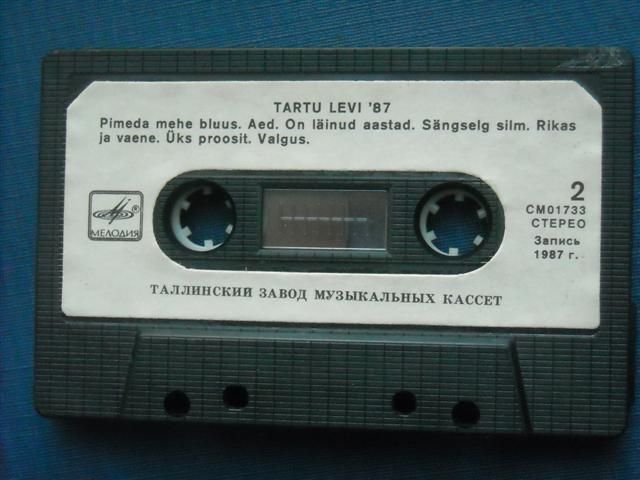 TARTU LEVI '87
Pimeda mehe bluus. Aed. On läinud aastad. Sängselg silm. Rikas
ja vaene. Üks proosit. Valgus.
2
СМ01733
СТЕРЕО
Запись
1987 г.
МЕЛОДИЯ
ТАЛЛИНСКИЙ ЗАВОД МУЗЫКАЛЬНЫХ КАССЕТ